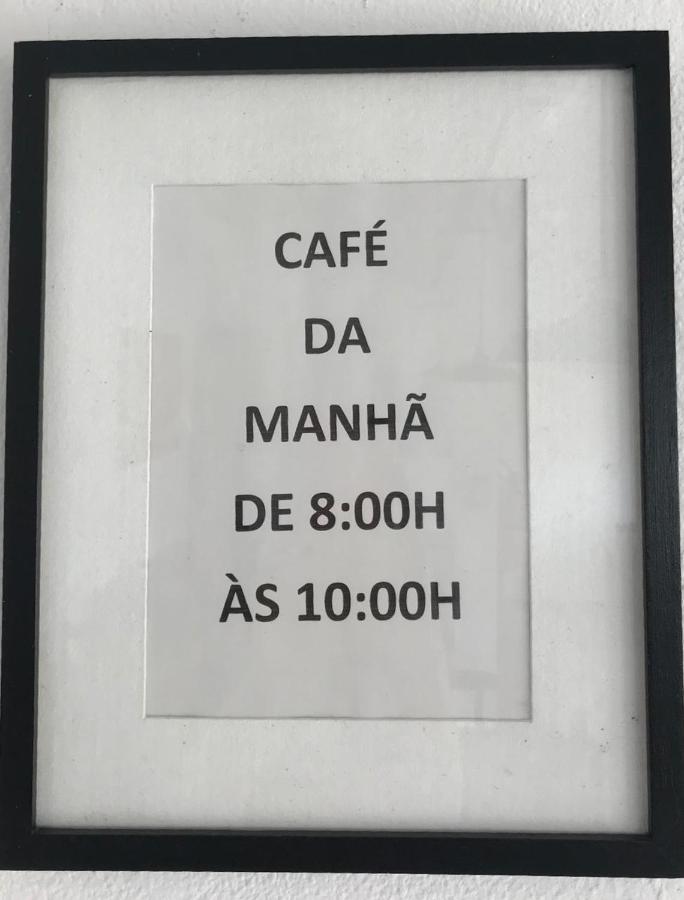 CAFÉ
DA
MANHÃ
DE 8:00H
ÀS 10:00H